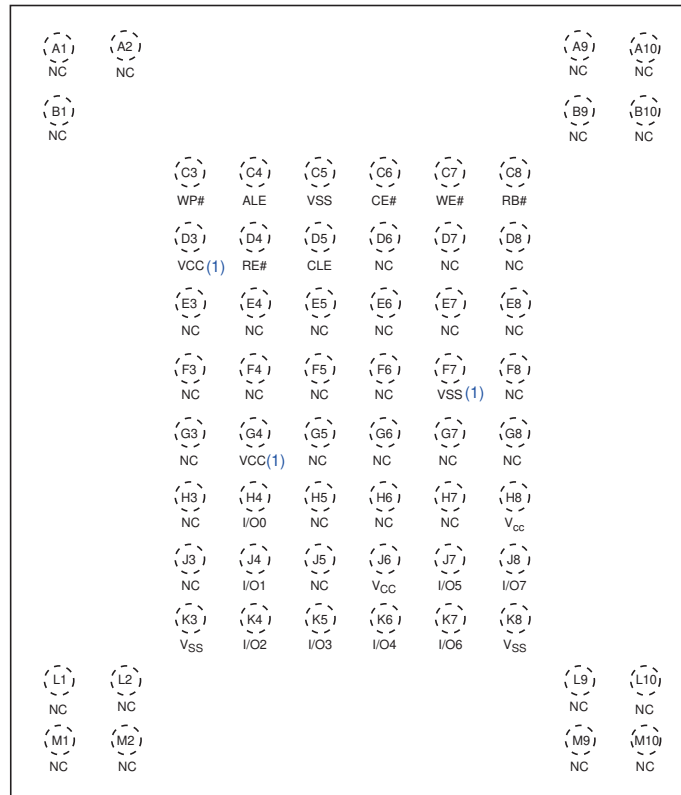 A1 A2 A9 A10
NC NC NC NC
B1 B9 B10
NC NC NC
C3 C4 C5 C6 C7 C8
WP# ALE VSS CE# WE# RB#
D3 D4 D5 D6 D7 D8
VCC(1) RE# CLE NC NC NC
E3 E4 E5 E6 E7 E8
NC NC NC NC NC NC
F3 F4 F5 F6 F7 F8
NC NC NC NC VSS(1) NC
G3 G4 G5 G6 G7 G8
NC VCC(1) NC NC NC NC
H3 H4 H5 H6 H7 H8
NC I/O0 NC NC NC Vcc
J3 J4 J5 J6 J7 J8
NC I/O1 NC VCC I/O5 I/O7
K3 K4 K5 K6 K7 K8
VSS I/O2 I/O3 I/O4 I/O6 VSS
L1 L2 L9 L10
NC NC NC NC
M1 M2 M9 M10
NC NC NC NC